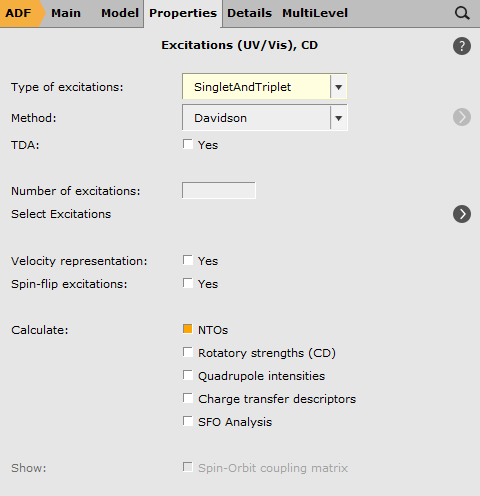 ADF Main Model Properties Details MultiLevel
Excitations (UV/Vis), CD ?
Type of excitations: SingletAndTriplet
Method: Davidson
TDA: Yes
Number of excitations:
Select Excitations
Velocity representation: Yes
Spin-flip excitations: Yes
Calculate: NTOs
Rotatory strengths (CD)
Quadrupole intensities
Charge transfer descriptors
SFO Analysis
Show: Spin-Orbit coupling matrix